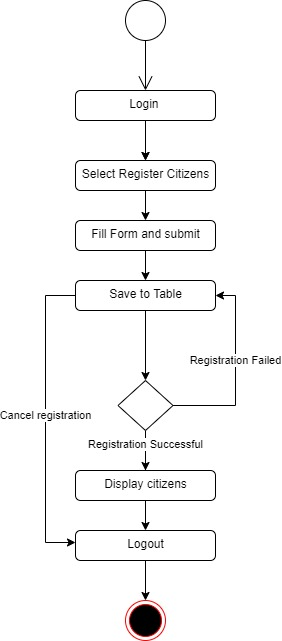 Login
Select Register Citizens
Fill Form and submit
Save to Table
Registration Failed
Cancel registration
Registration Successful
Display citizens
Logout